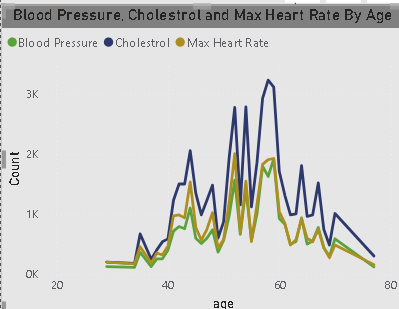 Blood Pressure, Cholestrol and Max Heart Rate By Age
Blood Pressure Cholestrol Max Heart Rate
3K
2K
1K
0K
Count
20 40 60 80
age